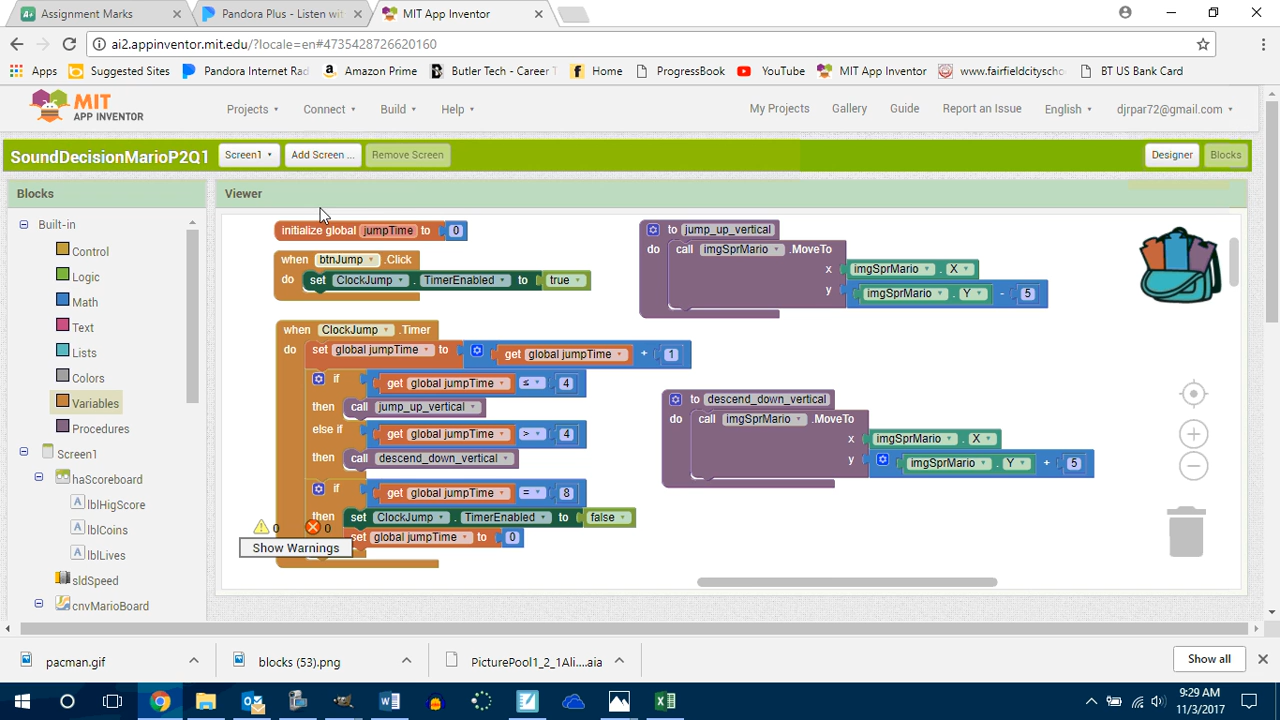 Assignment Marks
Pandora Plus - Listen wit
MIT App Inventor
ai2.appinventor.mit.edu/?locale=en#4735428726620160
Apps
Suggested Sites
Pandora Internet Rad
Amazon Prime
Butler Tech - Career T
Home
ProgressBook
YouTube
MIT App Inventor
www.fairfieldcityscho
BT US Bank Card
MIT
APP INVENTOR
Projects
Connect
Build
Help
My Projects
Gallery
Guide
Report an Issue
English
djrpar72@gmail.com
SoundDecisionMarioP2Q1
Screen1
Add Screen ...
Remove Screen
Designer
Blocks
Blocks
Viewer
Built-in
Control
Logic
Math
Text
Lists
Colors
Variables
Procedures
Screen1
haScoreboard
lblHigScore
lblCoins
lblLives
sldSpeed
cnvMarioBoard
initialize global jumpTime to 0
when btnJump .Click
do set ClockJump . TimerEnabled to true
when ClockJump .Timer
do set global jumpTime to get global jumpTime + 1
if get global jumpTime ≤ 4
then call jump_up_vertical
else if get global jumpTime > 4
then call descend_down_vertical
if get global jumpTime = 8
then set ClockJump . TimerEnabled to false
set global jumpTime to 0
0 0
Show Warnings
to jump_up_vertical
do call imgSprMario .MoveTo
x imgSprMario . X
y imgSprMario . Y - 5
to descend_down_vertical
do call imgSprMario .MoveTo
x imgSprMario . X
y imgSprMario . Y + 5
pacman.gif
blocks (53).png
PicturePool1_2_1Ali....aia
Show all
9:29 AM
11/3/2017